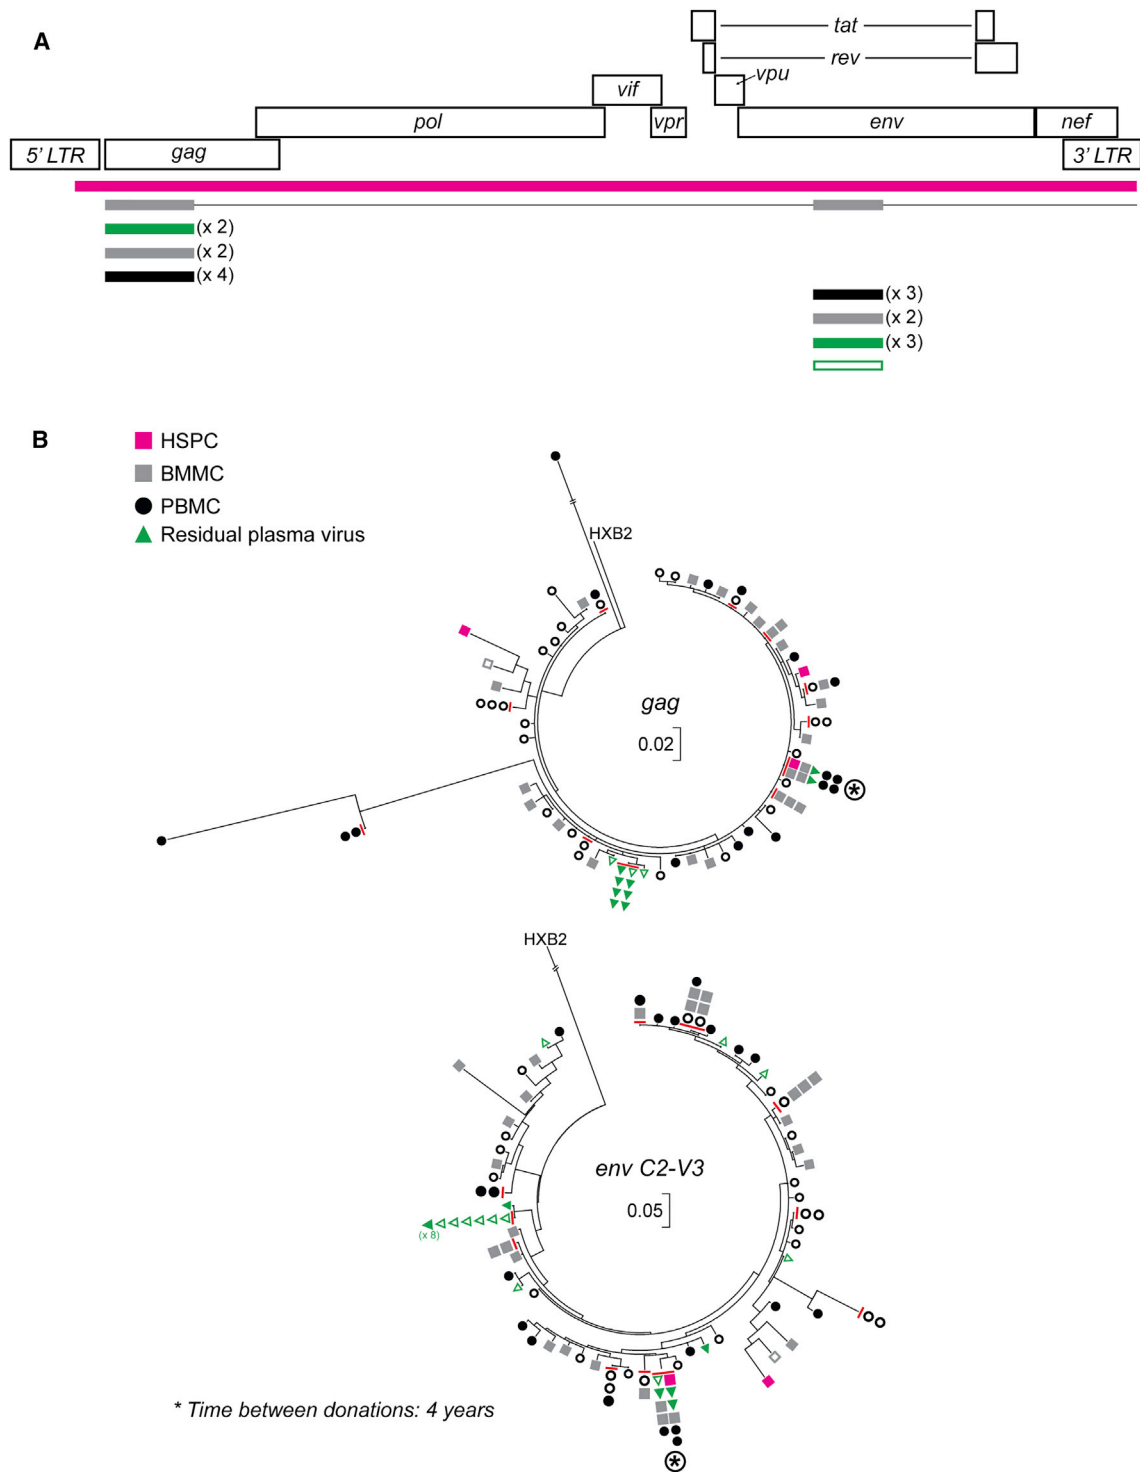 A
tat
rev
vpu
vif
pol
vpr
env
nef
5’ LTR
gag
3’ LTR
(x 2)
(x 2)
(x 4)
(x 3)
(x 2)
(x 3)
B
HSPC
BMMC
PBMC
Residual plasma virus
HXB2
gag
0.02
*
HXB2
env C2-V3
0.05
(x 8)
* Time between donations: 4 years
*